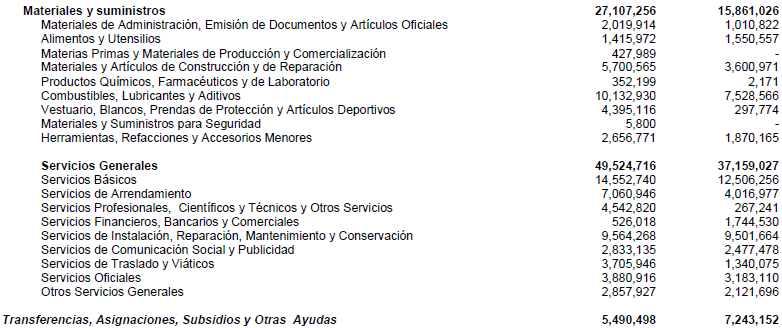 Materiales y suministros 27,107,256 15,861,026
Materiales de Administración, Emisión de Documentos y Artículos Oficiales 2,019,914 1,010,822
Alimentos y Utensilios 1,415,972 1,550,557
Materias Primas y Materiales de Producción y Comercialización 427,989 -
Materiales y Artículos de Construcción y de Reparación 5,700,565 3,600,971
Productos Químicos, Farmacéuticos y de Laboratorio 352,199 2,171
Combustibles, Lubricantes y Aditivos 10,132,930 7,528,566
Vestuario, Blancos, Prendas de Protección y Artículos Deportivos 4,395,116 297,774
Materiales y Suministros para Seguridad 5,800 -
Herramientas, Refacciones y Accesorios Menores 2,656,771 1,870,165
Servicios Generales 49,524,716 37,159,027
Servicios Básicos 14,552,740 12,506,256
Servicios de Arrendamiento 7,060,946 4,016,977
Servicios Profesionales, Científicos y Técnicos y Otros Servicios 4,542,820 267,241
Servicios Financieros, Bancarios y Comerciales 526,018 1,744,530
Servicios de Instalación, Reparación, Mantenimiento y Conservación 9,564,268 9,501,664
Servicios de Comunicación Social y Publicidad 2,833,135 2,477,478
Servicios de Traslado y Viáticos 3,705,946 1,340,075
Servicios Oficiales 3,880,916 3,183,110
Otros Servicios Generales 2,857,927 2,121,696
Transferencias, Asignaciones, Subsidios y Otras Ayudas 5,490,498 7,243,152